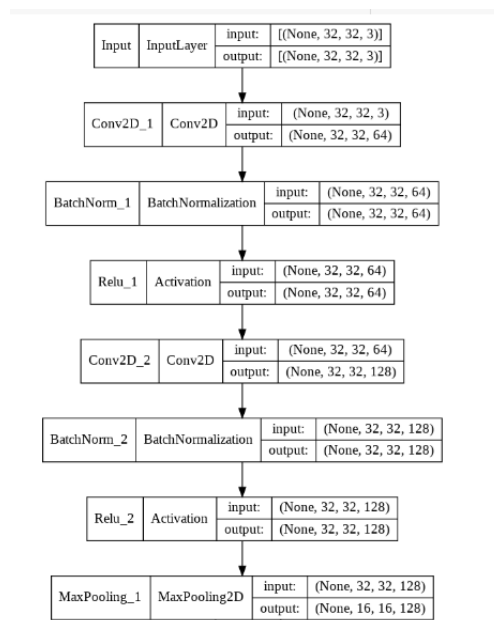 Input InputLayer input: [(None, 32, 32, 3)]
output: [(None, 32, 32, 3)]
Conv2D_1 Conv2D input: (None, 32, 32, 3)
output: (None, 32, 32, 64)
BatchNorm_1 BatchNormalization input: (None, 32, 32, 64)
output: (None, 32, 32, 64)
Relu_1 Activation input: (None, 32, 32, 64)
output: (None, 32, 32, 64)
Conv2D_2 Conv2D input: (None, 32, 32, 64)
output: (None, 32, 32, 128)
BatchNorm_2 BatchNormalization input: (None, 32, 32, 128)
output: (None, 32, 32, 128)
Relu_2 Activation input: (None, 32, 32, 128)
output: (None, 32, 32, 128)
MaxPooling_1 MaxPooling2D input: (None, 32, 32, 128)
output: (None, 16, 16, 128)